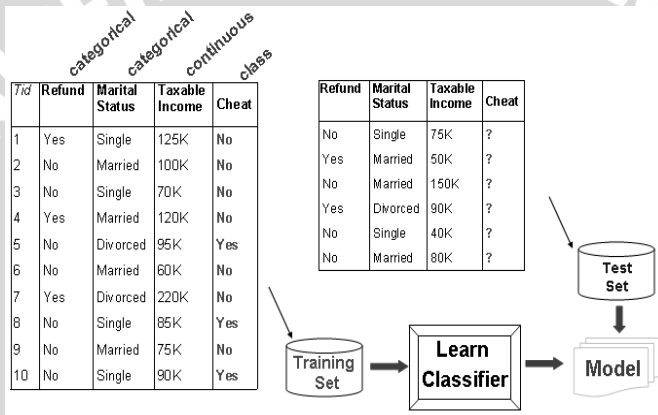 categorical
categorical
continuous
class
Tid Refund Marital Status Taxable Income Cheat
1 Yes Single 125K No
2 No Married 100K No
3 No Single 70K No
4 Yes Married 120K No
5 No Divorced 95K Yes
6 No Married 60K No
7 Yes Divorced 220K No
8 No Single 85K Yes
9 No Married 75K No
10 No Single 90K Yes
Refund Marital Status Taxable Income Cheat
No Single 75K ?
Yes Married 50K ?
No Married 150K ?
Yes Divorced 90K ?
No Single 40K ?
No Married 80K ?
Test
Set
Training
Set
Learn
Classifier
Model